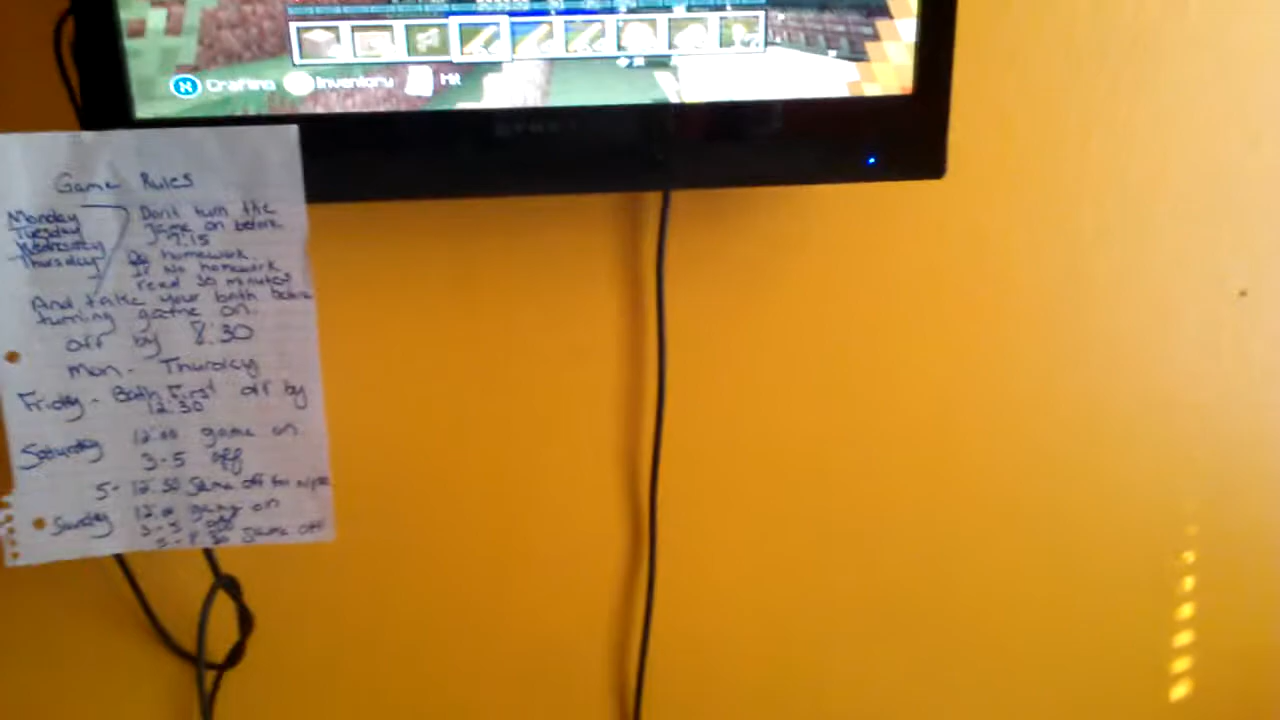 Crafting Inventory Hit
Game Rules
Monday
Tuesday
Wednesday
Thursday
Don't turn the
game on before
7:15
Do homework.
If No homework
read 30 minutes
And take your bath before
turning game on.
off by 8:30
Mon - Thursday
Friday - Bath First off by
12:30
Saturday 12:00 game on
3-5 off
5- 12:30 Game off for
Sunday 12:00 game on
3-5 off
5-8:30 Game off